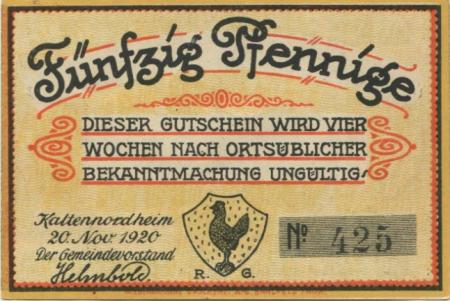 Fünfzig Pfennige
DIESER GUTSCHEIN WIRD VIER
WOCHEN NACH ORTSÜBLICHER
BEKANNTMACHUNG UNGÜLTIG!
Kaltennordheim
20. Nov. 1920
Der Gemeindevorstand
Helmbold.
R. G.
No 425